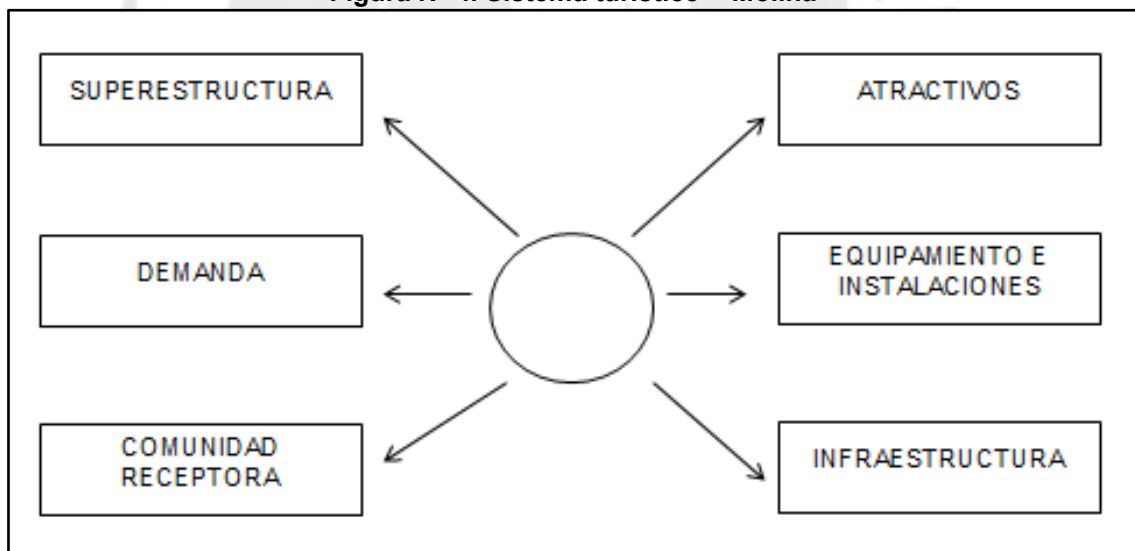 SUPERESTRUCTURA
ATRACTIVOS
DEMANDA
EQUIPAMIENTO E
INSTALACIONES
COMUNIDAD
RECEPTORA
INFRAESTRUCTURA